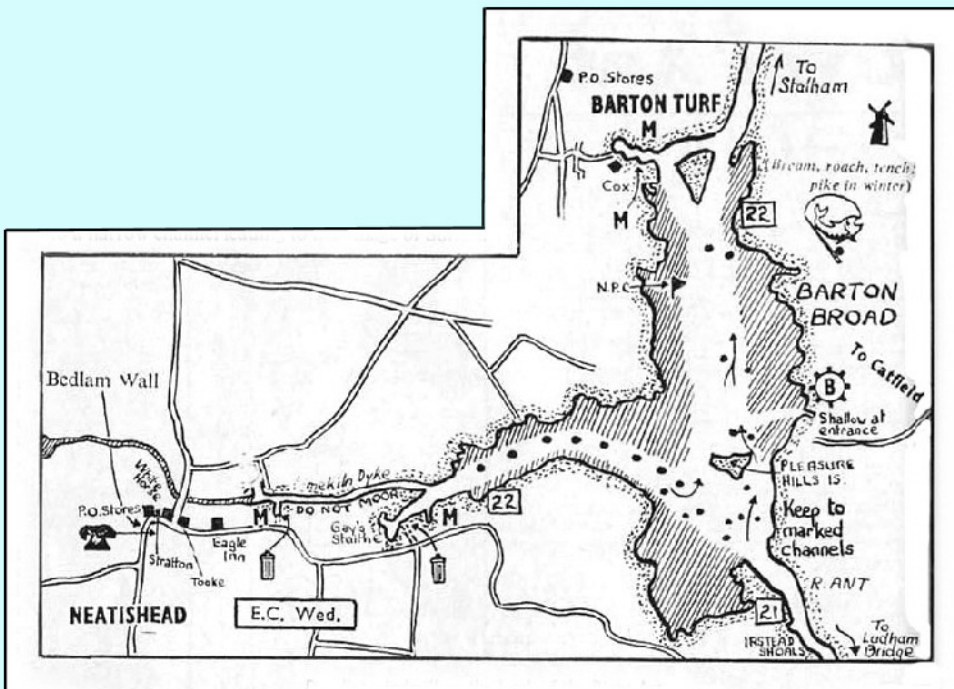 To
Stalham
P.O. Stores
BARTON TURF
M
(Bream, roach, tench;
pike in winter)
Cox
M
22
N.P.C
BARTON
BROAD
To Catfield
B
Shallow at
entrance
Bedlam Wall
White
Horse
Limekiln Dyke
DO NOT MOOR
PLEASURE
HILLS IS.
22
P.O. Stores
M
M
Gay's
Staithe
Keep to
marked
channels
Eagle
Inn
Stratton
Tooke
R. ANT
NEATISHEAD
E.C. Wed.
21
IRSTEAD
SHOALS
To
Ludham
Bridge